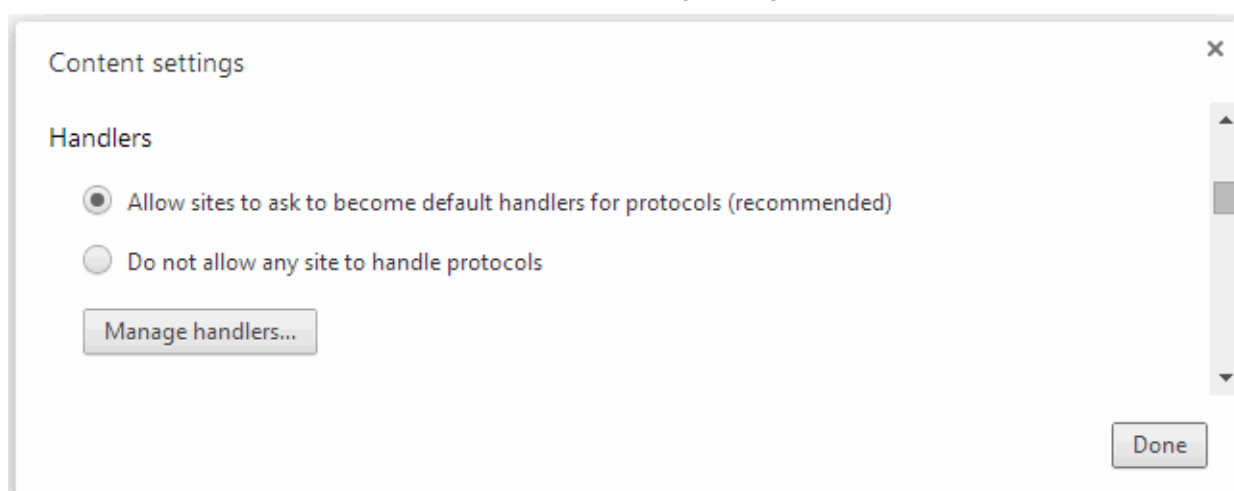 Content settings
Handlers
Allow sites to ask to become default handlers for protocols (recommended)
Do not allow any site to handle protocols
Manage handlers...
Done